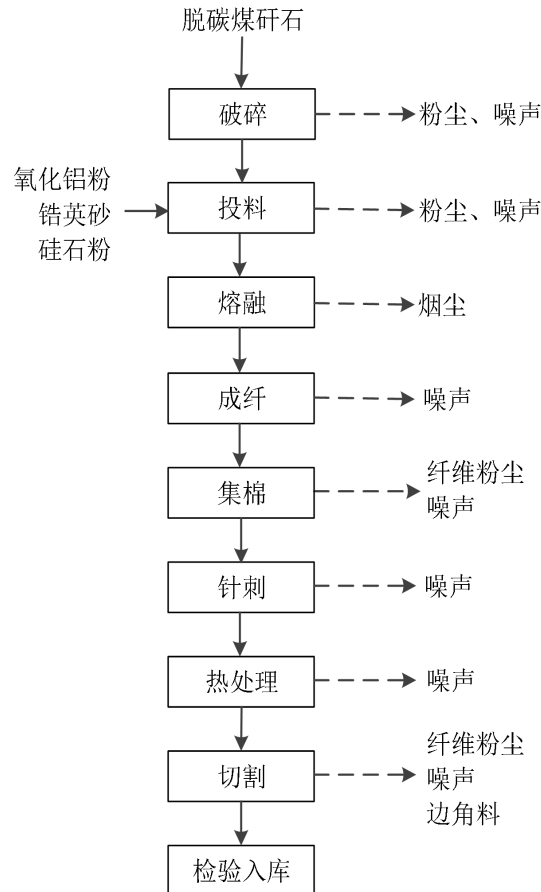 脱碳煤矸石
破碎
粉尘、噪声
氧化铝粉
锆英砂
硅石粉
投料
粉尘、噪声
熔融
烟尘
成纤
噪声
集棉
纤维粉尘
噪声
针刺
噪声
热处理
噪声
切割
纤维粉尘
噪声
边角料
检验入库